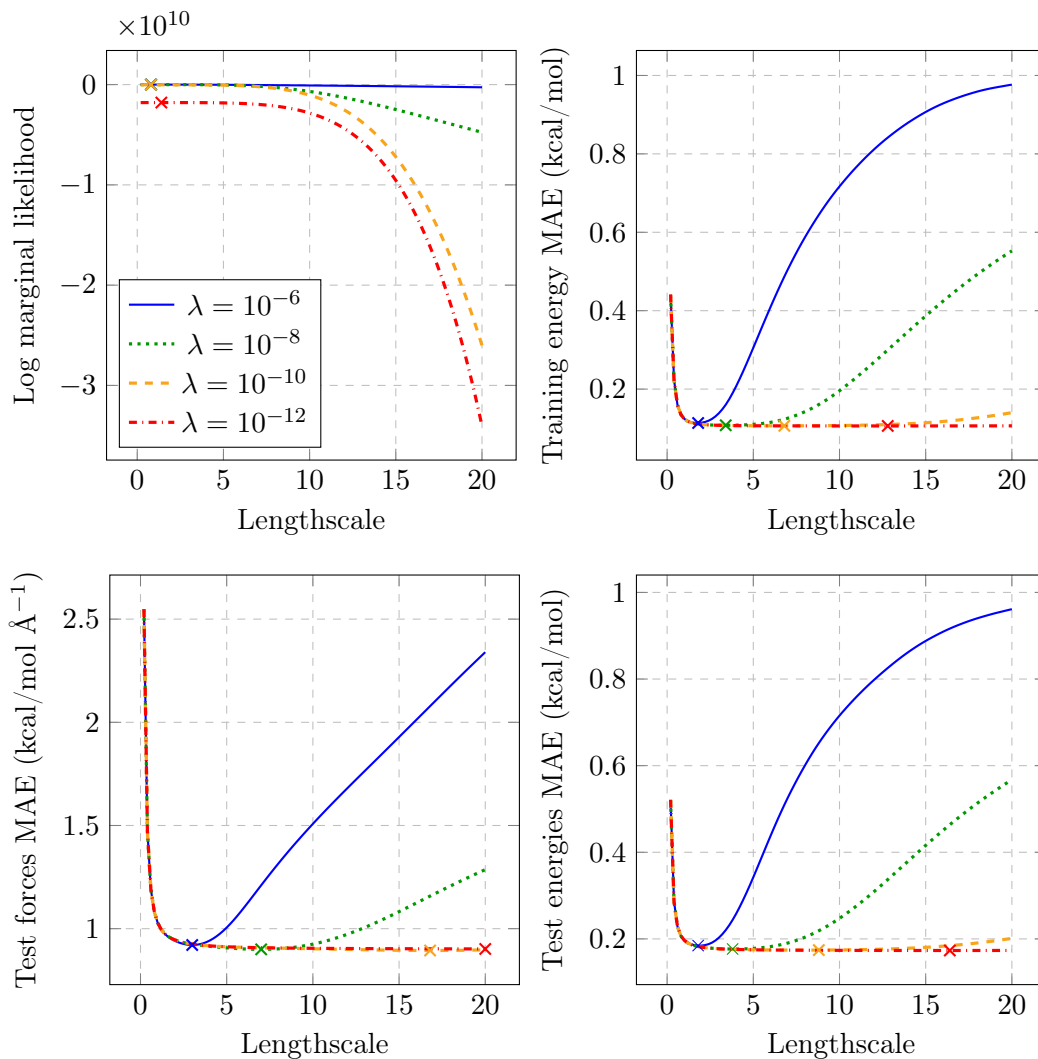 ×10^10
Log marginal likelihood
0
−1
−2
−3
λ = 10^−6
λ = 10^−8
λ = 10^−10
λ = 10^−12
0 5 10 15 20
Lengthscale
Training energy MAE (kcal/mol)
1
0.8
0.6
0.4
0.2
0 5 10 15 20
Lengthscale
Test forces MAE (kcal/mol Å^−1)
2.5
2
1.5
1
0 5 10 15 20
Lengthscale
Test energies MAE (kcal/mol)
1
0.8
0.6
0.4
0.2
0 5 10 15 20
Lengthscale